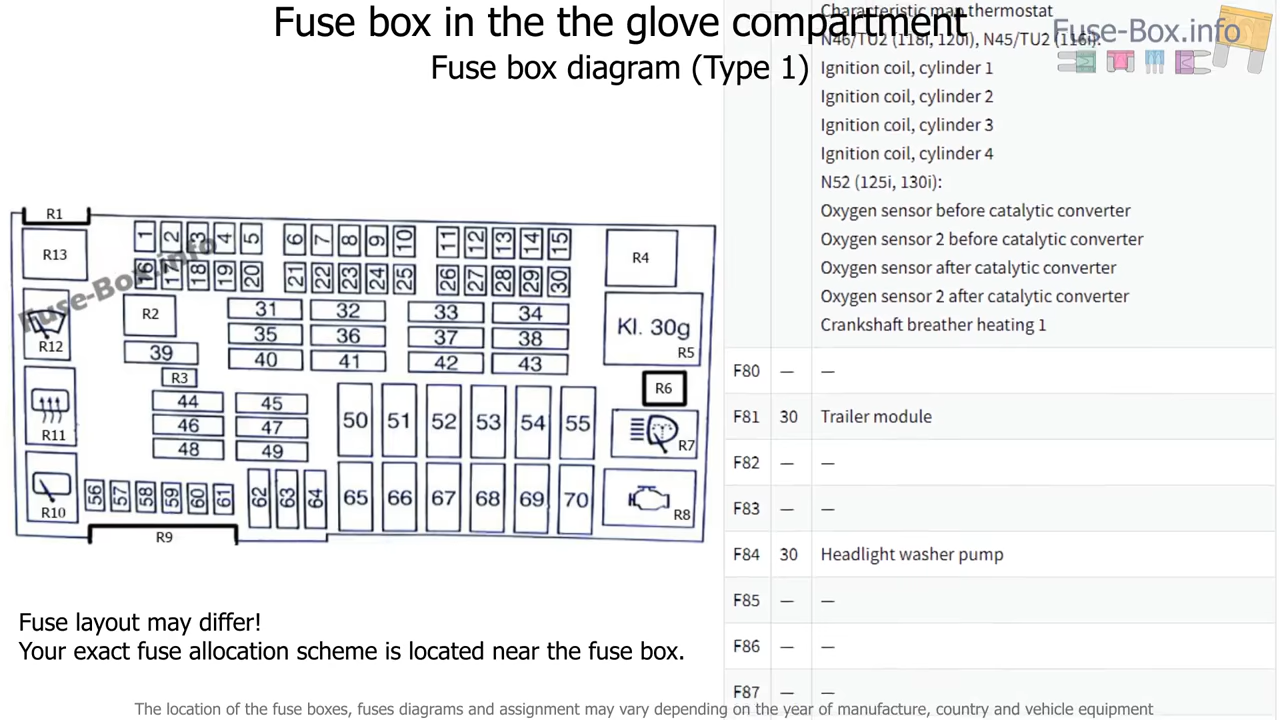 Fuse box in the the glove compartment
Fuse box diagram (Type 1)
Fuse-Box.info
Characteristic map thermostat
N46/TU2 (118i, 120i), N45/TU2 (116i):
Ignition coil, cylinder 1
Ignition coil, cylinder 2
Ignition coil, cylinder 3
Ignition coil, cylinder 4
N52 (125i, 130i):
Oxygen sensor before catalytic converter
Oxygen sensor 2 before catalytic converter
Oxygen sensor after catalytic converter
Oxygen sensor 2 after catalytic converter
Crankshaft breather heating 1
F80 — —
F81 30 Trailer module
F82 — —
F83 — —
F84 30 Headlight washer pump
F85 — —
F86 — —
F87 — —
R1
R13
1 2 3 4 5 6 7 8 9 10 11 12 13 14 15
R4
16 17 18 19 20 21 22 23 24 25 26 27 28 29 30
Fuse-Box.info
R2
31 32 33 34
Kl. 30g
R5
R12
35 36 37 38
39
40 41 42 43
R3
R6
44 45
46 47
48 49
50 51 52 53 54 55
R11
R7
56 57 58 59 60 61 62 63 64 65 66 67 68 69 70
R10
R8
R9
Fuse layout may differ!
Your exact fuse allocation scheme is located near the fuse box.
The location of the fuse boxes, fuses diagrams and assignment may vary depending on the year of manufacture, country and vehicle equipment